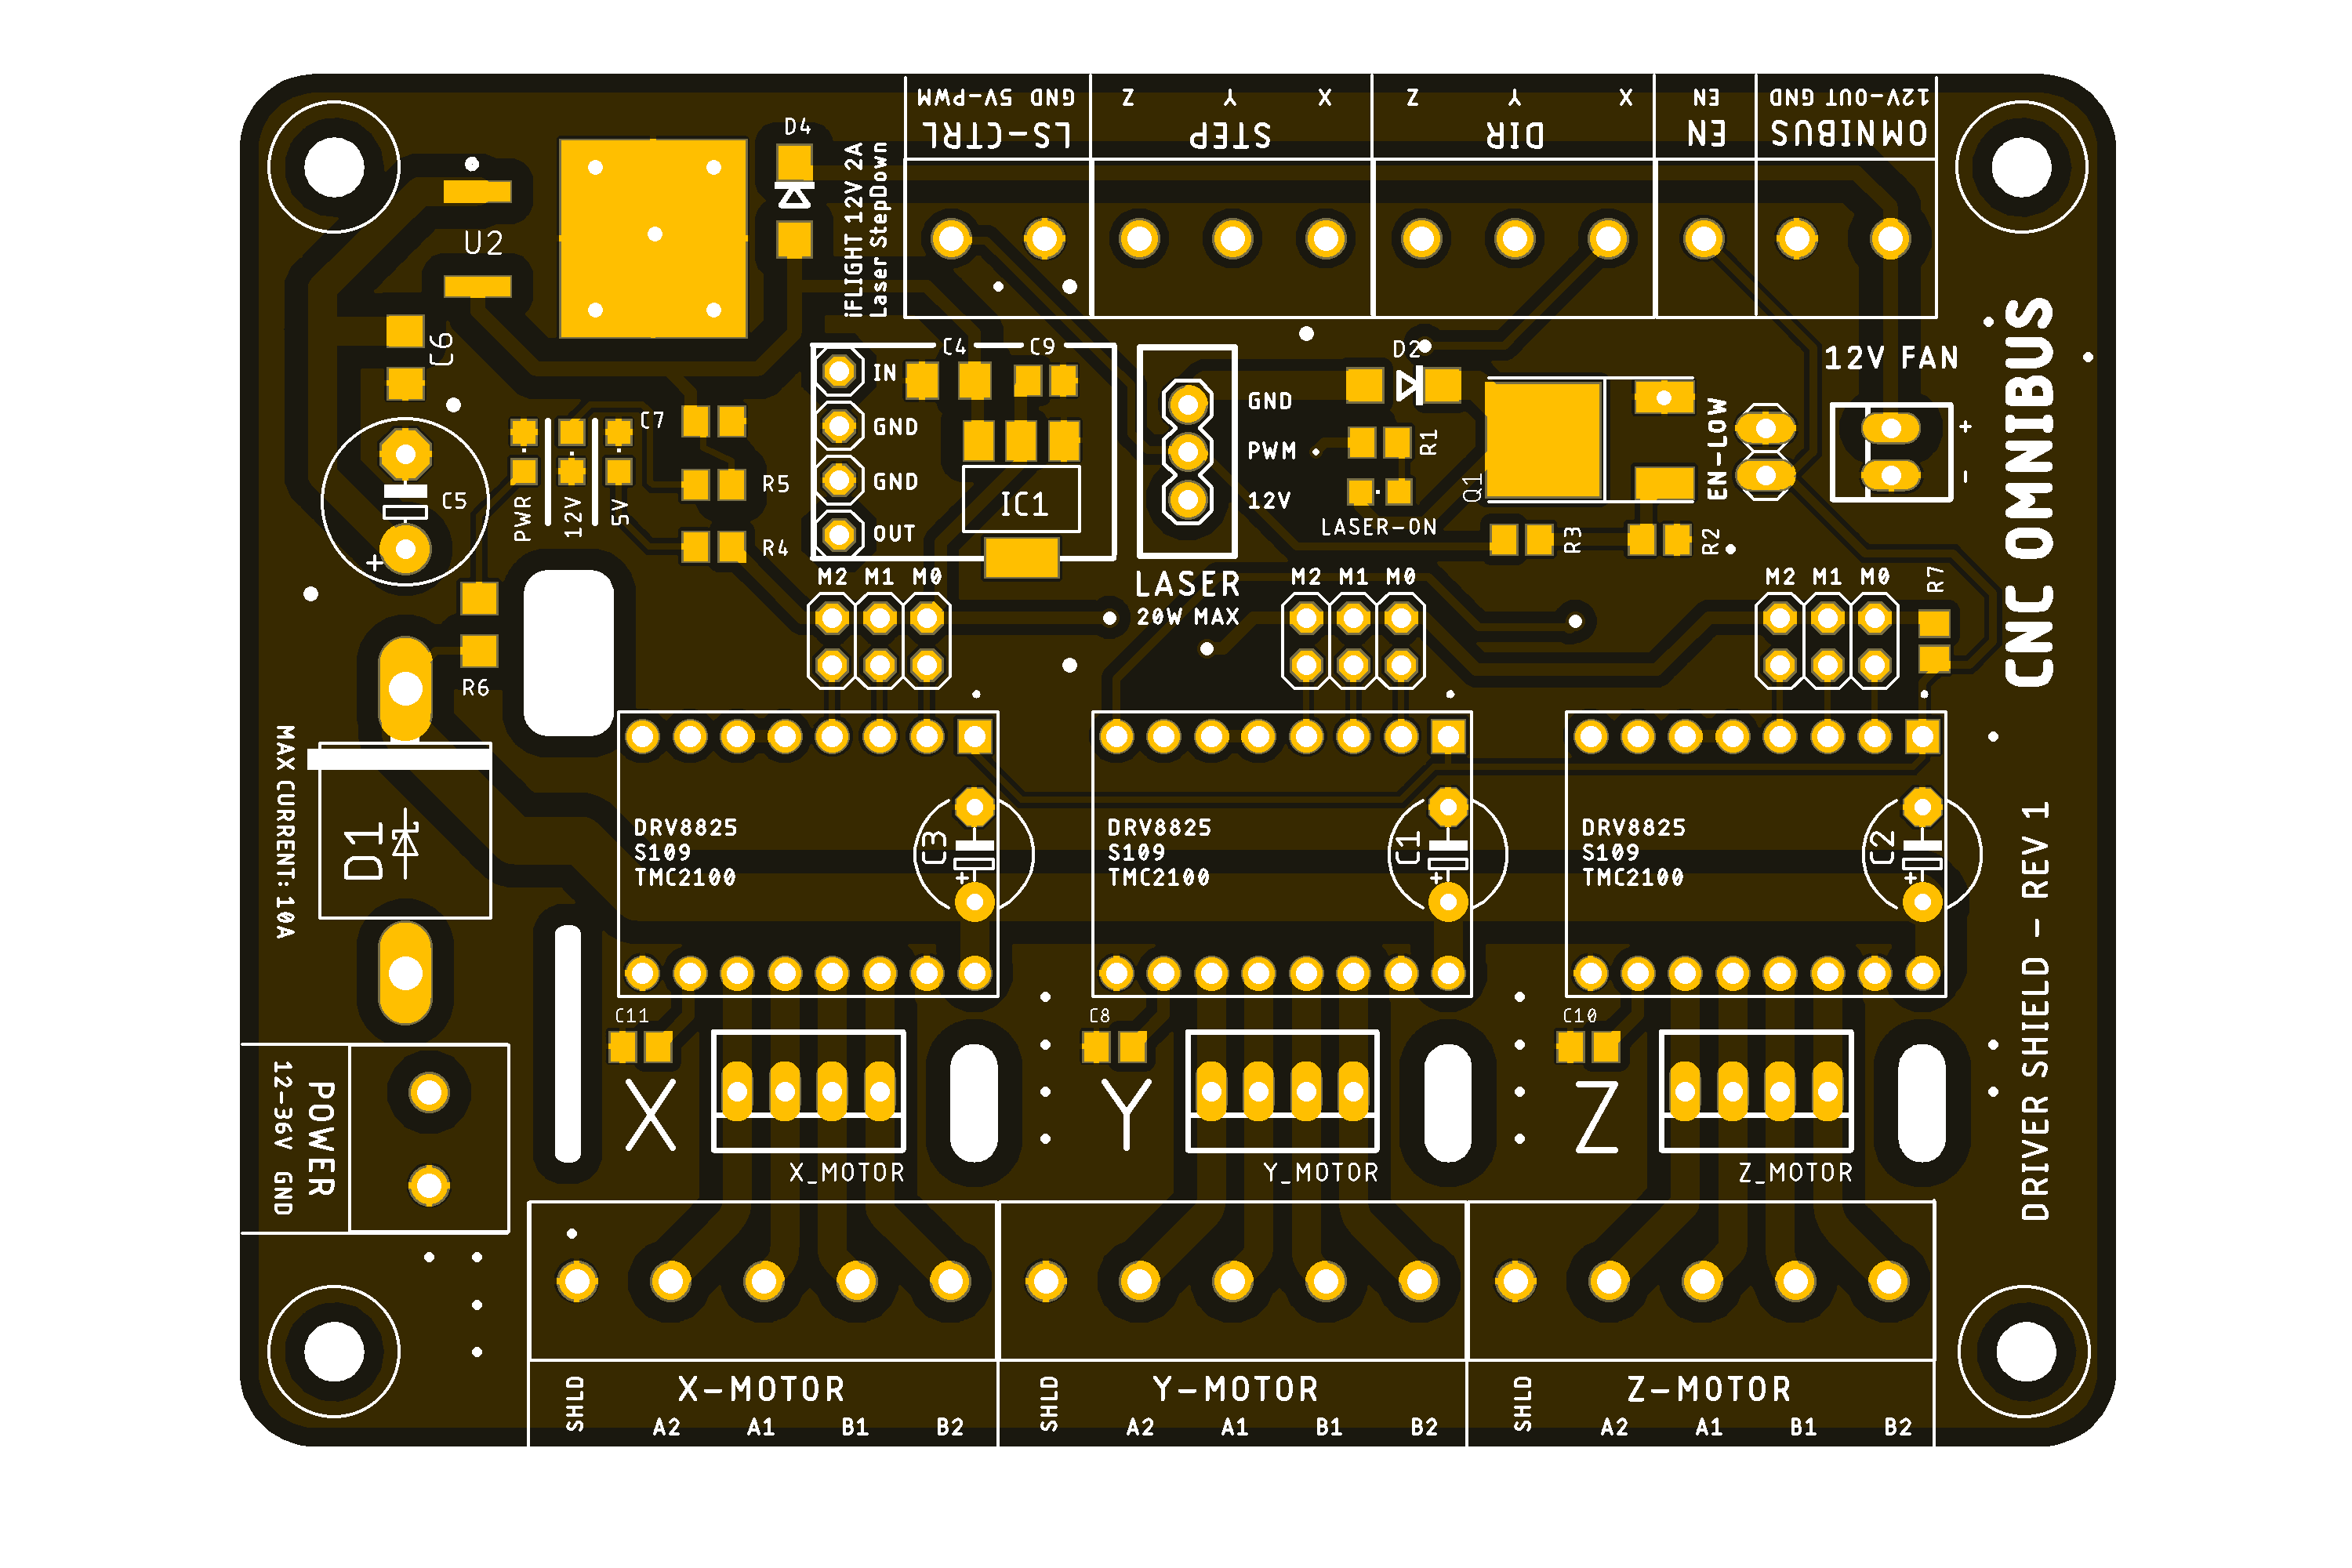 GND 5V-PWM
LS-CTRL
Z Y X
STEP
Z Y X
DIR
EN
EN
12V-OUT GND
OMNIBUS
D4
iFLIGHT 12V 2A
Laser StepDown
U2
C6
C5
+
C7
PWR
12V
5V
R5
R4
R6
IN
GND
GND
OUT
C4
C9
IC1
M2 M1 M0
GND
PWM
12V
LASER
20W MAX
D2
R1
LASER-ON
Q1
R3
R2
EN-LOW
12V FAN
+
-
M2 M1 M0
M2 M1 M0
R7
CNC OMNIBUS
DRIVER SHIELD - REV 1
MAX CURRENT: 10A
D1
DRV8825
S109
TMC2100
C3
+
DRV8825
S109
TMC2100
C1
+
DRV8825
S109
TMC2100
C2
+
C11
X
X_MOTOR
C8
Y
Y_MOTOR
C10
Z
Z_MOTOR
POWER
12-36V GND
X-MOTOR
SHLD A2 A1 B1 B2
Y-MOTOR
SHLD A2 A1 B1 B2
Z-MOTOR
SHLD A2 A1 B1 B2